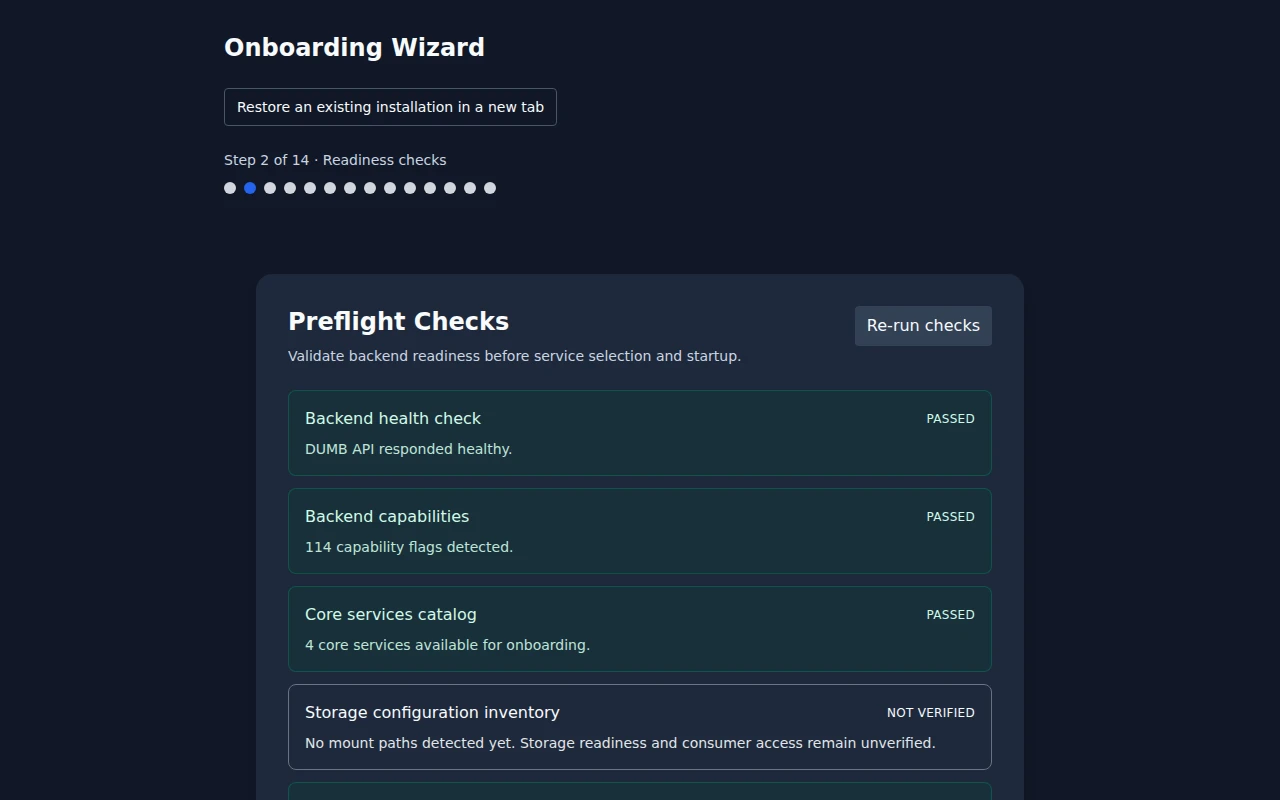 Onboarding Wizard
Restore an existing installation in a new tab
Step 2 of 14 · Readiness checks
Preflight Checks
Re-run checks
Validate backend readiness before service selection and startup.
Backend health check
PASSED
DUMB API responded healthy.
Backend capabilities
PASSED
114 capability flags detected.
Core services catalog
PASSED
4 core services available for onboarding.
Storage configuration inventory
NOT VERIFIED
No mount paths detected yet. Storage readiness and consumer access remain unverified.